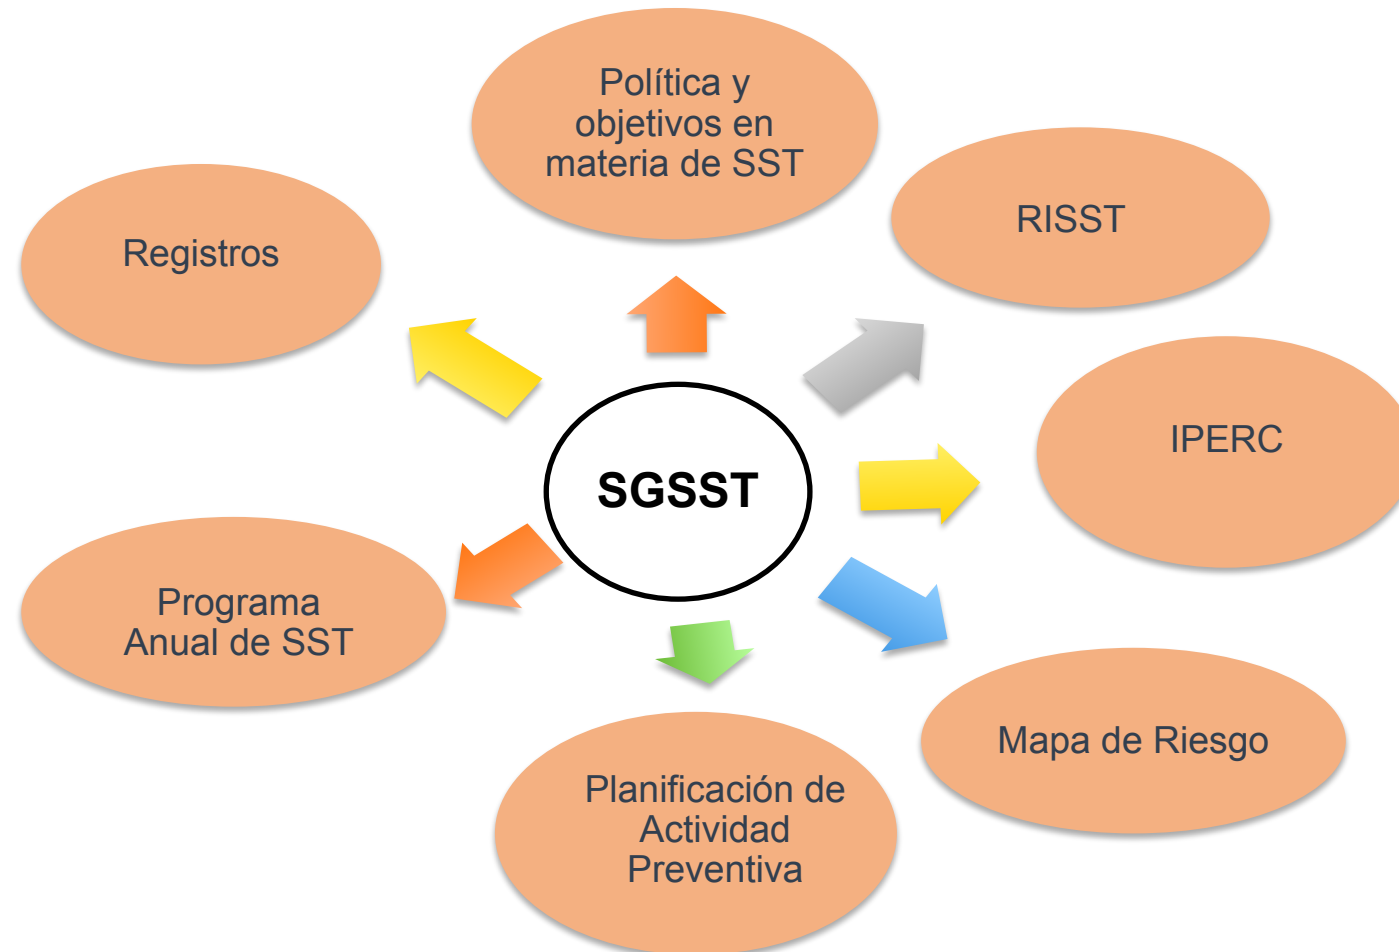 Política y
objetivos en
materia de SST
RISST
Registros
IPERC
SGSST
Programa
Anual de SST
Mapa de Riesgo
Planificación de
Actividad
Preventiva